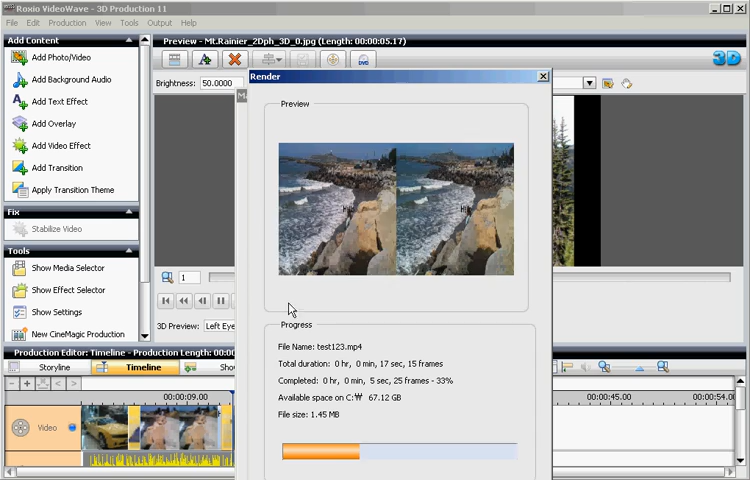 Roxio VideoWave - 3D Production 11
File Edit Production View Tools Output Help
Add Content
Add Photo/Video
Add Background Audio
Add Text Effect
Add Overlay
Add Video Effect
Add Transition
Apply Transition Theme
Fix
Stabilize Video
Tools
Show Media Selector
Show Effect Selector
Show Settings
New CineMagic Production
Preview - Mt.Rainier_2Dph_3D_0.jpg (Length: 00:00:05.17)
DVD
3D
Brightness: 50.0000
Render
Preview
1
3D Preview: Left Eye
Progress
File Name: test123.mp4
Total duration: 0 hr, 0 min, 17 sec, 15 frames
Completed: 0 hr, 0 min, 5 sec, 25 frames - 33%
Available space on C:₩ 67.12 GB
File size: 1.45 MB
Production Editor: Timeline - Production Length: 00:0
Storyline
Timeline
00:00:09.00
00:00:45.00
00:00:54.0
Video